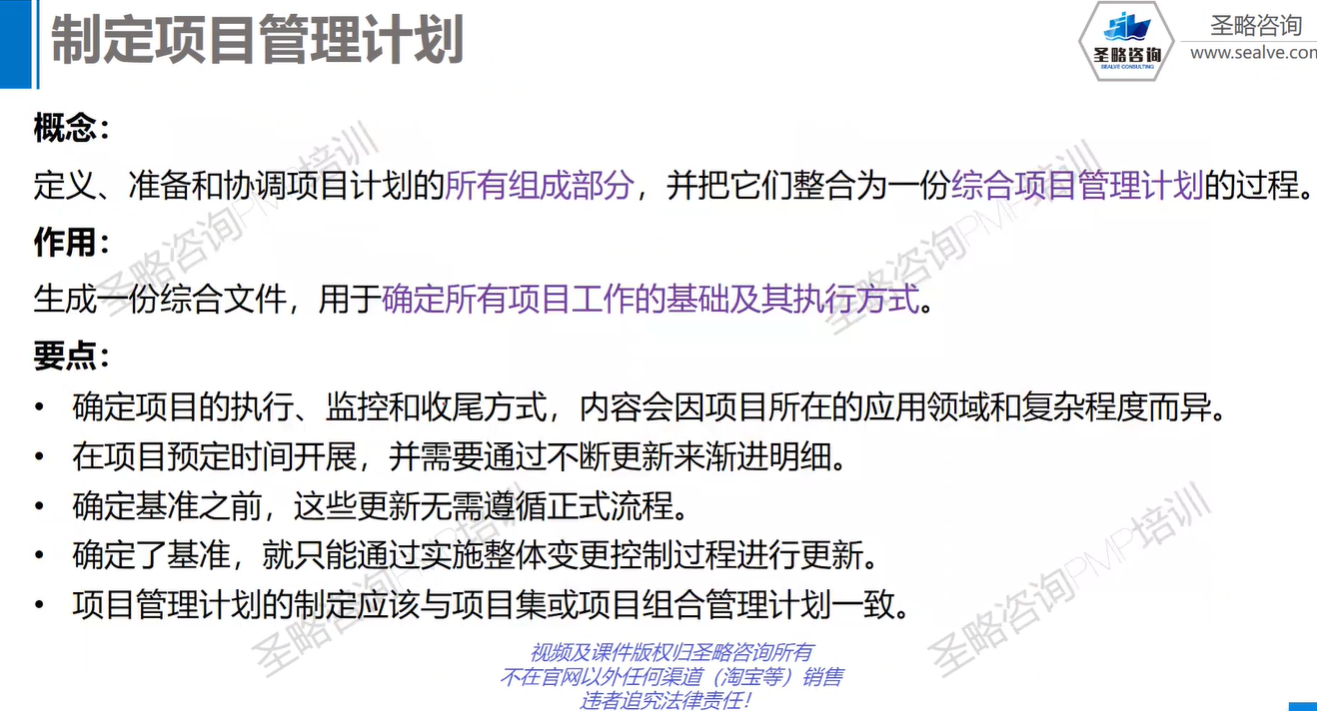 制定项目管理计划
圣略咨询
SEALVE CONSULTING
圣略咨询
www.sealve.com
概念：
定义、准备和协调项目计划的所有组成部分，并把它们整合为一份综合项目管理计划的过程。
作用：
生成一份综合文件，用于确定所有项目工作的基础及其执行方式。
要点：
• 确定项目的执行、监控和收尾方式，内容会因项目所在的应用领域和复杂程度而异。
• 在项目预定时间开展，并需要通过不断更新来渐进明细。
• 确定基准之前，这些更新无需遵循正式流程。
• 确定了基准，就只能通过实施整体变更控制过程进行更新。
• 项目管理计划的制定应该与项目集或项目组合管理计划一致。
圣略咨询PMP培训
圣略咨询PMP培训
圣略咨询PMP培训
圣略咨询PMP培训
视频及课件版权归圣略咨询所有
不在官网以外任何渠道（淘宝等）销售
违者追究法律责任！